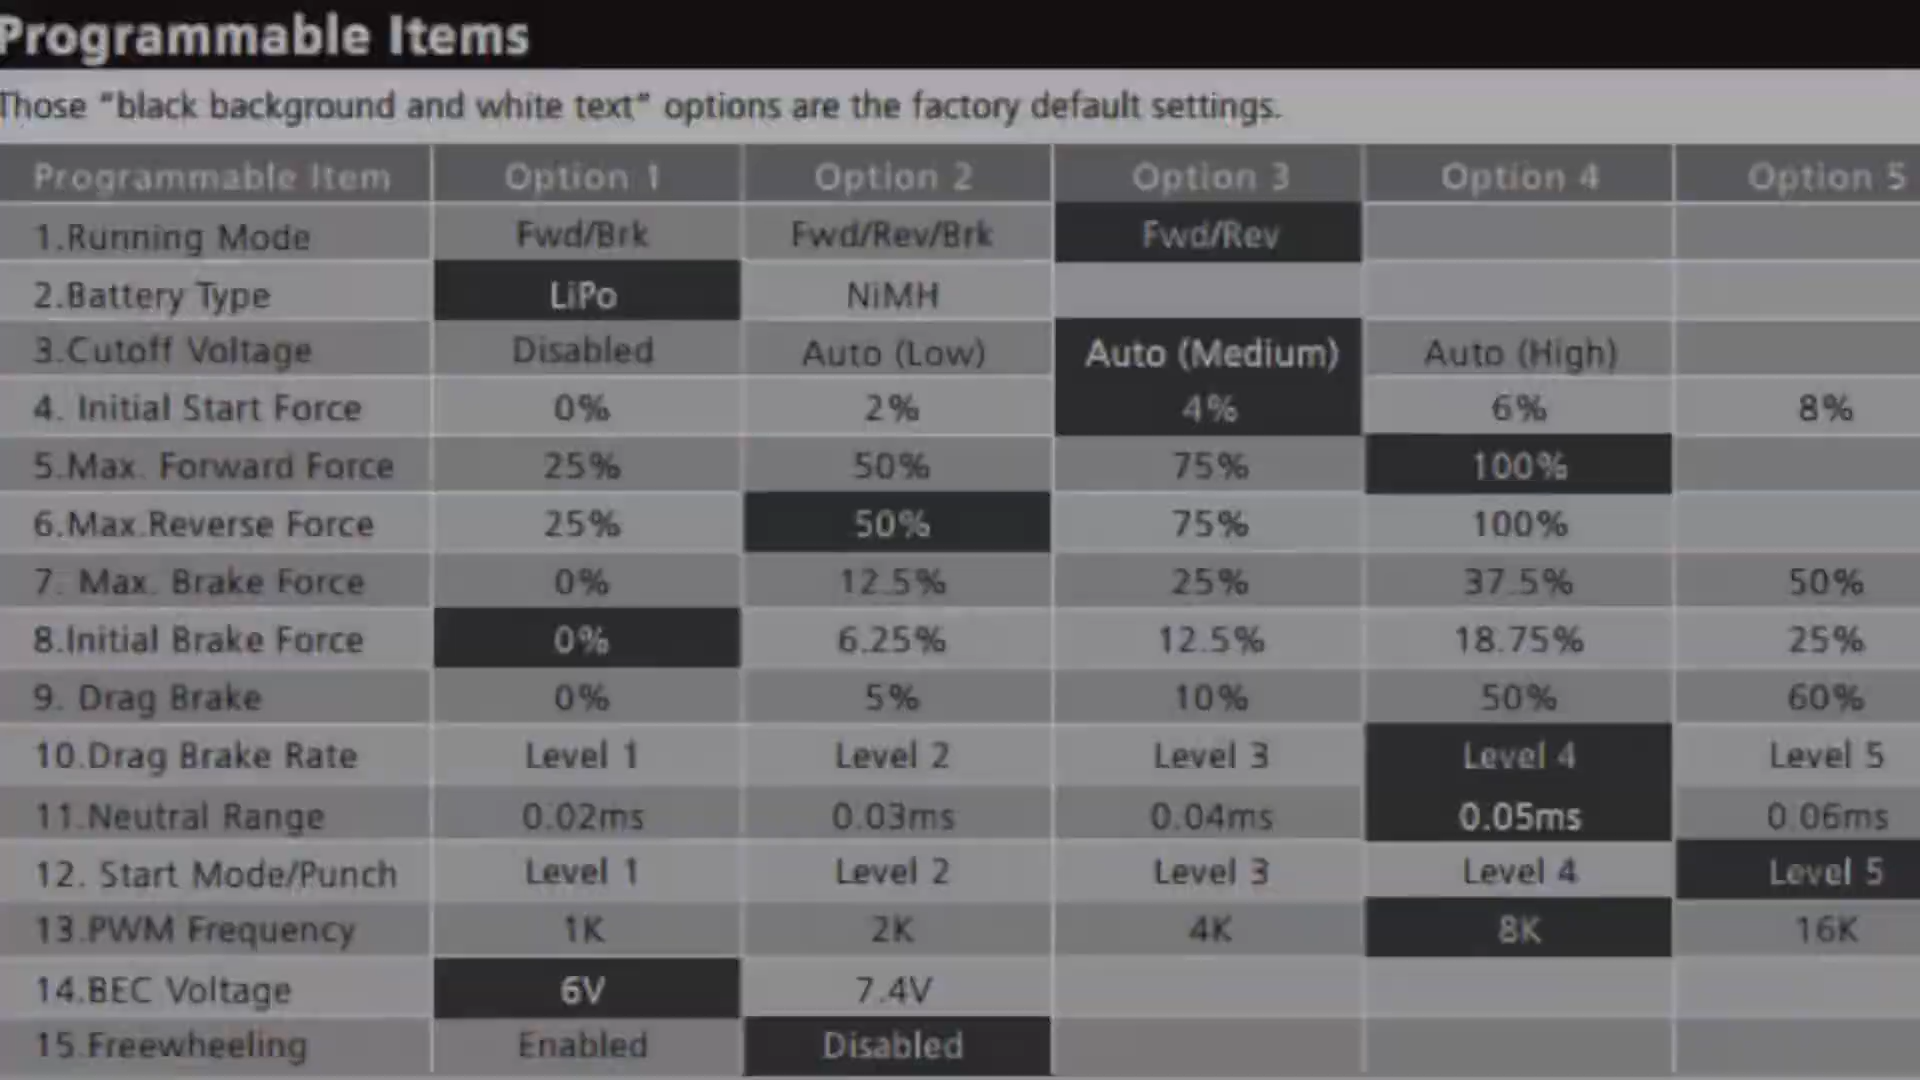 Programmable Items
Those "black background and white text" options are the factory default settings.
Programmable Item Option 1 Option 2 Option 3 Option 4 Option 5
1.Running Mode Fwd/Brk Fwd/Rev/Brk Fwd/Rev
2.Battery Type LiPo NiMH
3.Cutoff Voltage Disabled Auto (Low) Auto (Medium) Auto (High)
4. Initial Start Force 0% 2% 4% 6% 8%
5.Max. Forward Force 25% 50% 75% 100%
6.Max.Reverse Force 25% 50% 75% 100%
7. Max. Brake Force 0% 12.5% 25% 37.5% 50%
8.Initial Brake Force 0% 6.25% 12.5% 18.75% 25%
9. Drag Brake 0% 5% 10% 50% 60%
10.Drag Brake Rate Level 1 Level 2 Level 3 Level 4 Level 5
11.Neutral Range 0.02ms 0.03ms 0.04ms 0.05ms 0.06ms
12. Start Mode/Punch Level 1 Level 2 Level 3 Level 4 Level 5
13.PWM Frequency 1K 2K 4K 8K 16K
14.BEC Voltage 6V 7.4V
15.Freewheeling Enabled Disabled